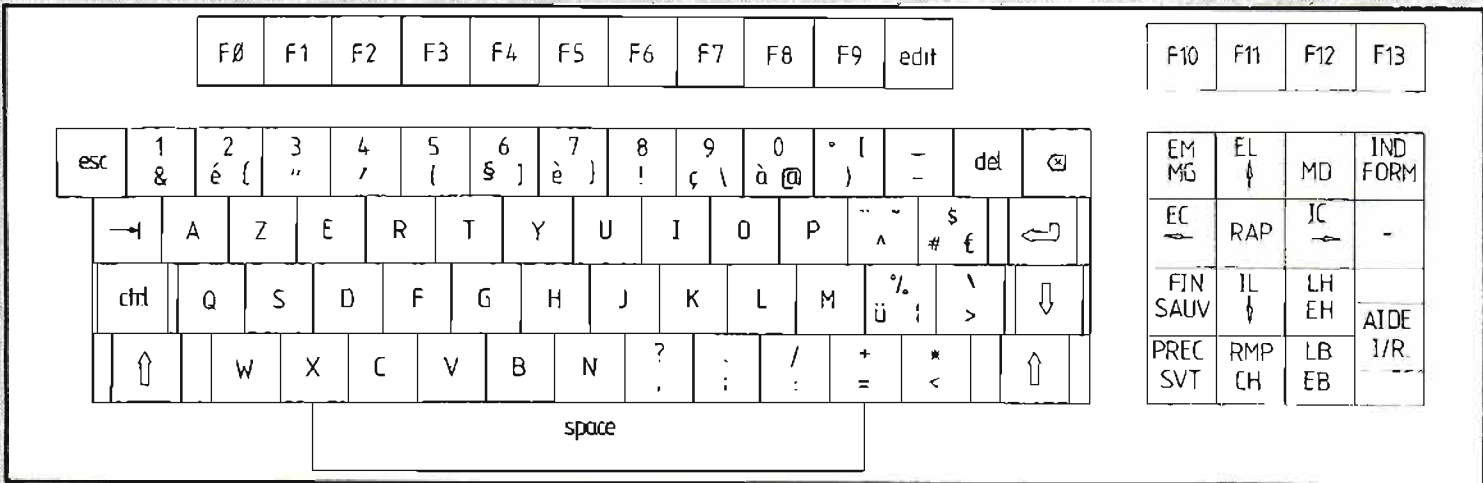 FØ F1 F2 F3 F4 F5 F6 F7 F8 F9 edit F10 F11 F12 F13
esc 1 2 3 4 5 6 7 8 9 0 ° [ _ del ⌫
& é { " ' ( § ] è } ! ç \ à @ ) -
A Z E R T Y U I O P ¨ ~ $
^ # £
ctrl Q S D F G H J K L M % \
ü ¦ >
W X C V B N ? . / + *
, ; : = <
space
EM EL IND
MG MD FORM
EC RAP IC -
FIN IL LH
SAUV EH AIDE
PREC RMP LB I/R
SVT CH EB